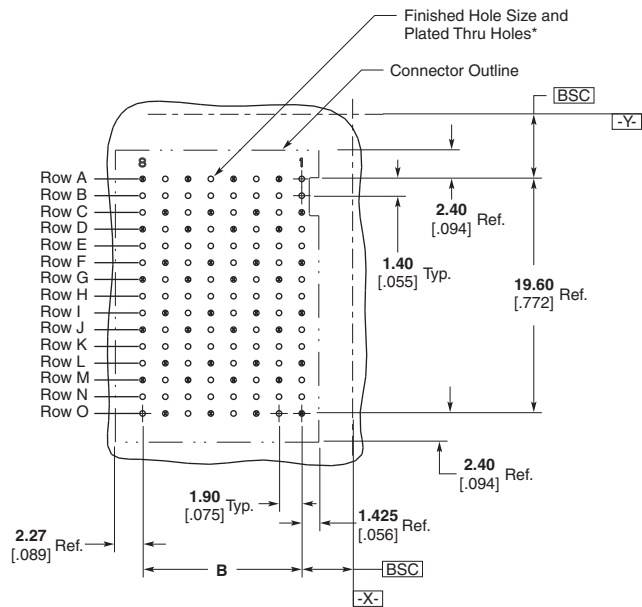 Finished Hole Size and
Plated Thru Holes*
Connector Outline
BSC
-Y-
8
1
Row A
Row B
Row C
Row D
Row E
Row F
Row G
Row H
Row I
Row J
Row K
Row L
Row M
Row N
Row O
2.40
[.094] Ref.
1.40
[.055] Typ.
19.60
[.772] Ref.
2.40
[.094] Ref.
1.90
[.075] Typ.
1.425
[.056] Ref.
2.27
[.089] Ref.
B
BSC
-X-